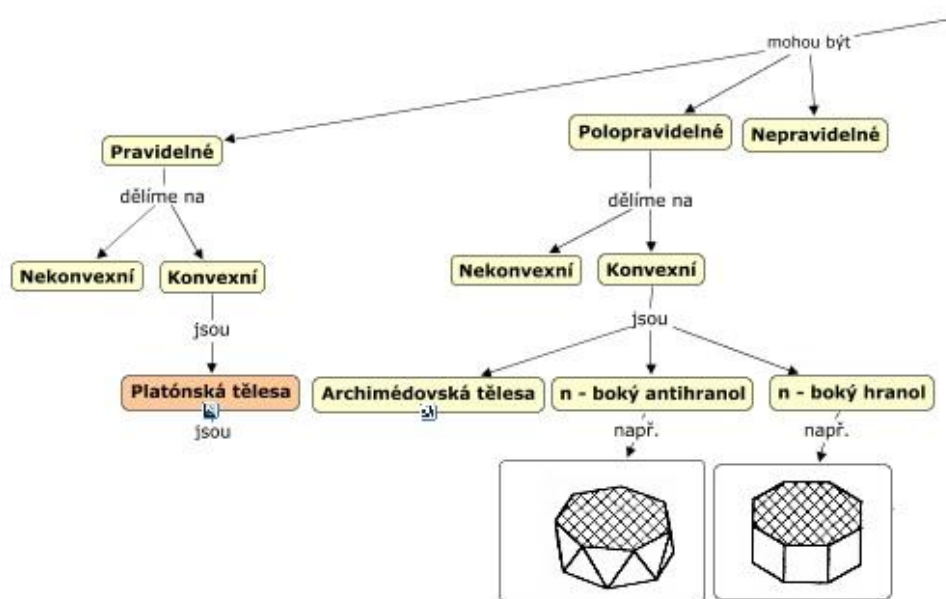 mohou být
Pravidelné
Polopravidelné
Nepravidelné
dělíme na
dělíme na
Nekonvexní
Konvexní
Nekonvexní
Konvexní
jsou
jsou
Platónská tělesa
Archimédovská tělesa
n - boký antihranol
n - boký hranol
jsou
např.
např.